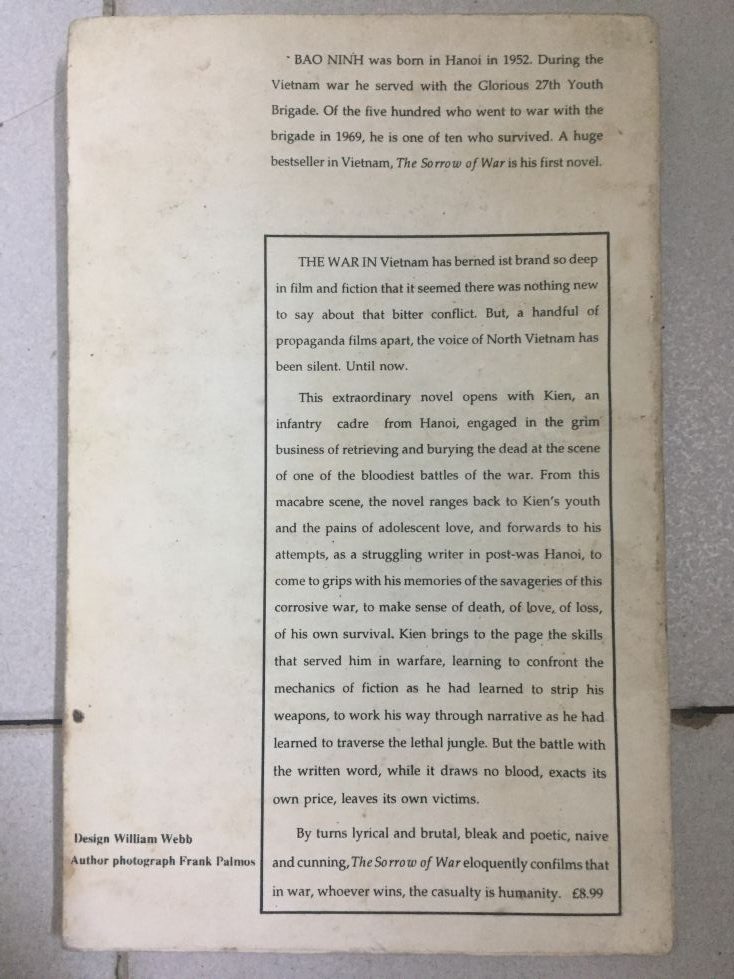 BAO NINH was born in Hanoi in 1952. During the
Vietnam war he served with the Glorious 27th Youth
Brigade. Of the five hundred who went to war with the
brigade in 1969, he is one of ten who survived. A huge
bestseller in Vietnam, The Sorrow of War is his first novel.
THE WAR IN Vietnam has berned ist brand so deep
in film and fiction that it seemed there was nothing new
to say about that bitter conflict. But, a handful of
propaganda films apart, the voice of North Vietnam has
been silent. Until now.
This extraordinary novel opens with Kien, an
infantry cadre from Hanoi, engaged in the grim
business of retrieving and burying the dead at the scene
of one of the bloodiest battles of the war. From this
macabre scene, the novel ranges back to Kien's youth
and the pains of adolescent love, and forwards to his
attempts, as a struggling writer in post-was Hanoi, to
come to grips with his memories of the savageries of this
corrosive war, to make sense of death, of love, of loss,
of his own survival. Kien brings to the page the skills
that served him in warfare, learning to confront the
mechanics of fiction as he had learned to strip his
weapons, to work his way through narrative as he had
learned to traverse the lethal jungle. But the battle with
the written word, while it draws no blood, exacts its
own price, leaves its own victims.
By turns lyrical and brutal, bleak and poetic, naive
and cunning, The Sorrow of War eloquently confilms that
in war, whoever wins, the casualty is humanity. £8.99
Design William Webb
Author photograph Frank Palmos